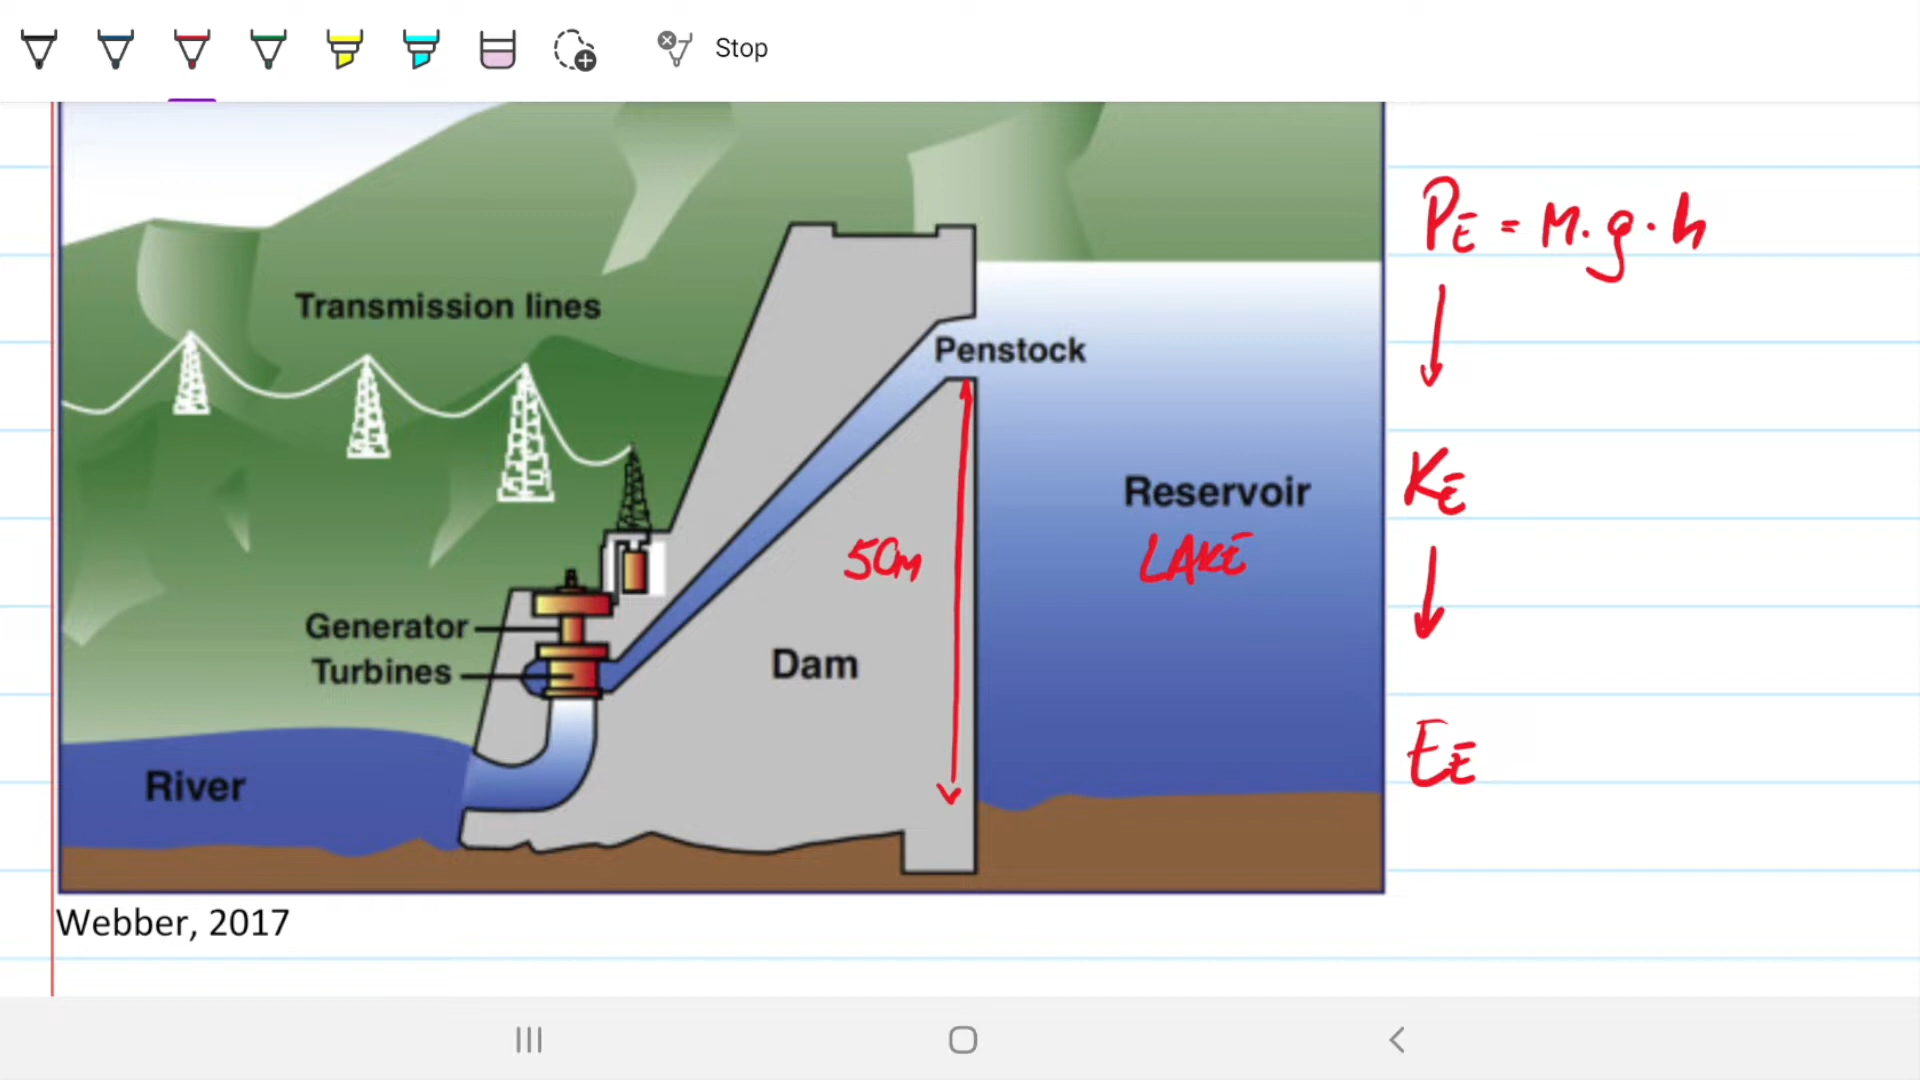 Stop
PE = M.g.h
Transmission lines
Penstock
KE
Reservoir
LAKE
50m
Generator
Turbines
Dam
EE
River
Webber, 2017